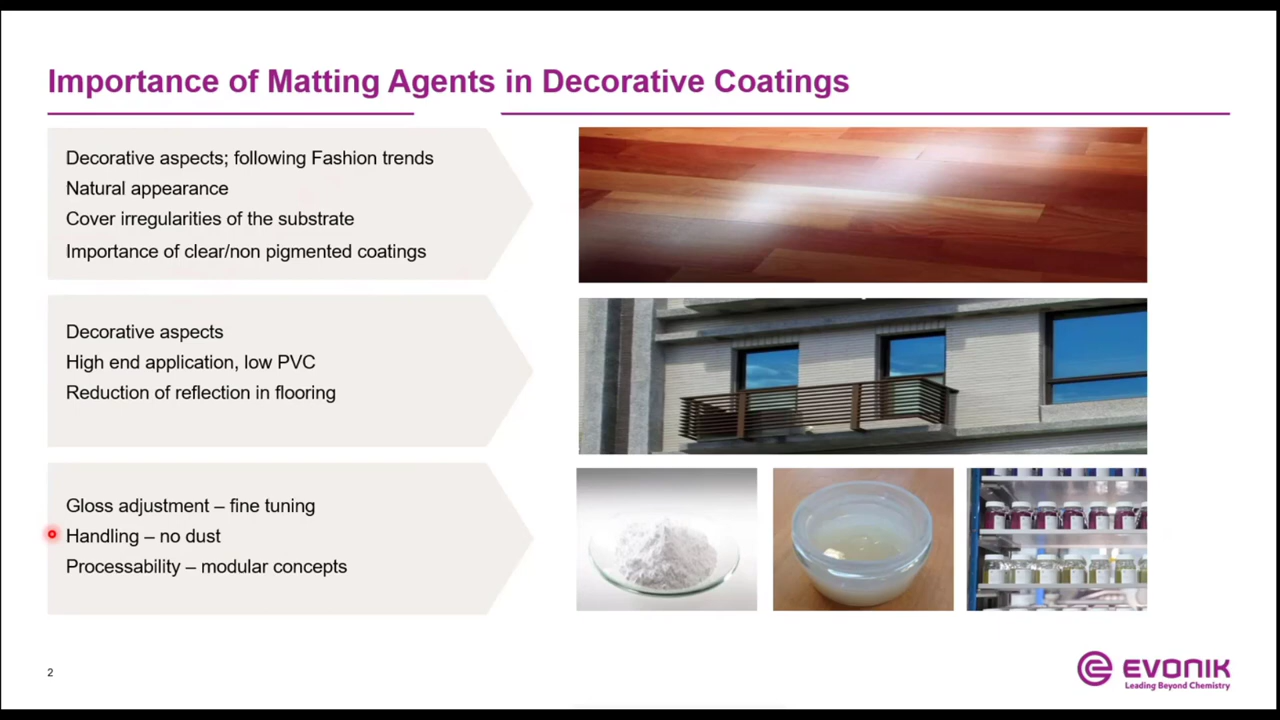 Importance of Matting Agents in Decorative Coatings
Decorative aspects; following Fashion trends
Natural appearance
Cover irregularities of the substrate
Importance of clear/non pigmented coatings
Decorative aspects
High end application, low PVC
Reduction of reflection in flooring
Gloss adjustment – fine tuning
Handling – no dust
Processability – modular concepts
2
EVONIK
Leading Beyond Chemistry